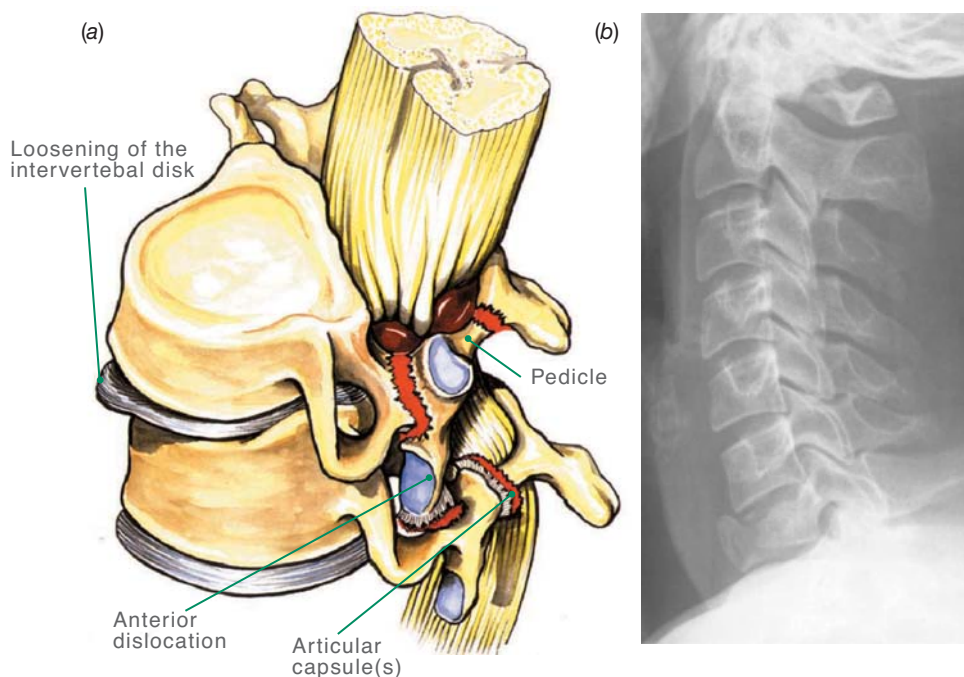 (a)
(b)
Loosening of the
intervertebal disk
Pedicle
Anterior
dislocation
Articular
capsule(s)